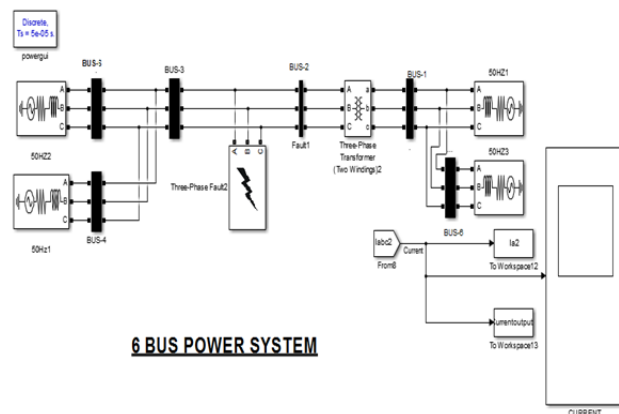 Discrete,
Ts = 5e-05 s.
powergui
BUS-5
BUS-3
BUS-2
BUS-1
50HZ1
A
B
C
A
B
C
a
b
c
A
B
C
50HZ2
Fault1
Three-Phase
Transformer
(Two Windings)2
A
B
C
Three-Phase Fault2
A
B
C
A
B
C
50HZ3
50Hz1
BUS-4
BUS-6
Iabc2
Current
From8
Ia2
To Workspace12
urrentoutput
To Workspace13
6 BUS POWER SYSTEM
CURRENT